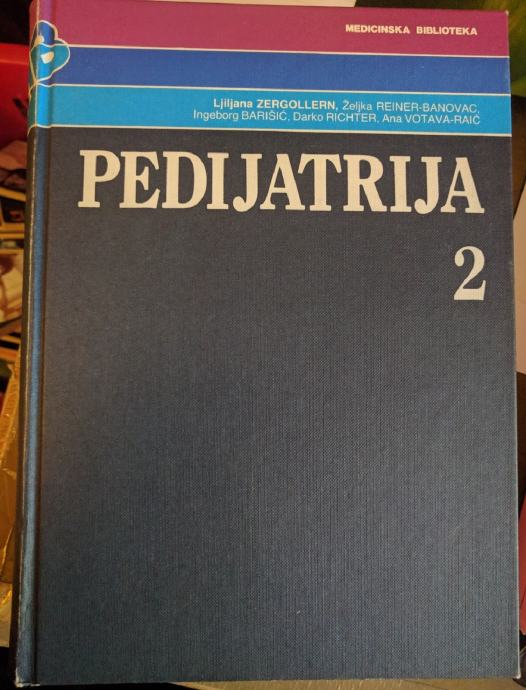 MEDICINSKA BIBLIOTEKA
Ljiljana ZERGOLLERN, Željka REINER-BANOVAC,
Ingeborg BARIŠIĆ, Darko RICHTER, Ana VOTAVA-RAIĆ
PEDIJATRIJA
2